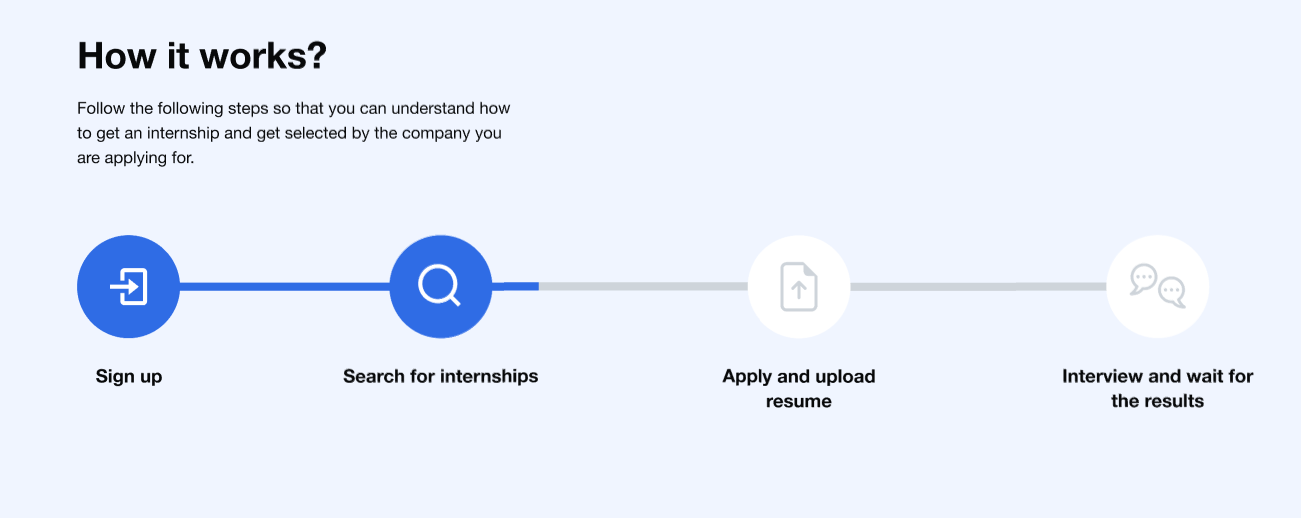 How it works?
Follow the following steps so that you can understand how
to get an internship and get selected by the company you
are applying for.
Sign up
Search for internships
Apply and upload
resume
Interview and wait for
the results